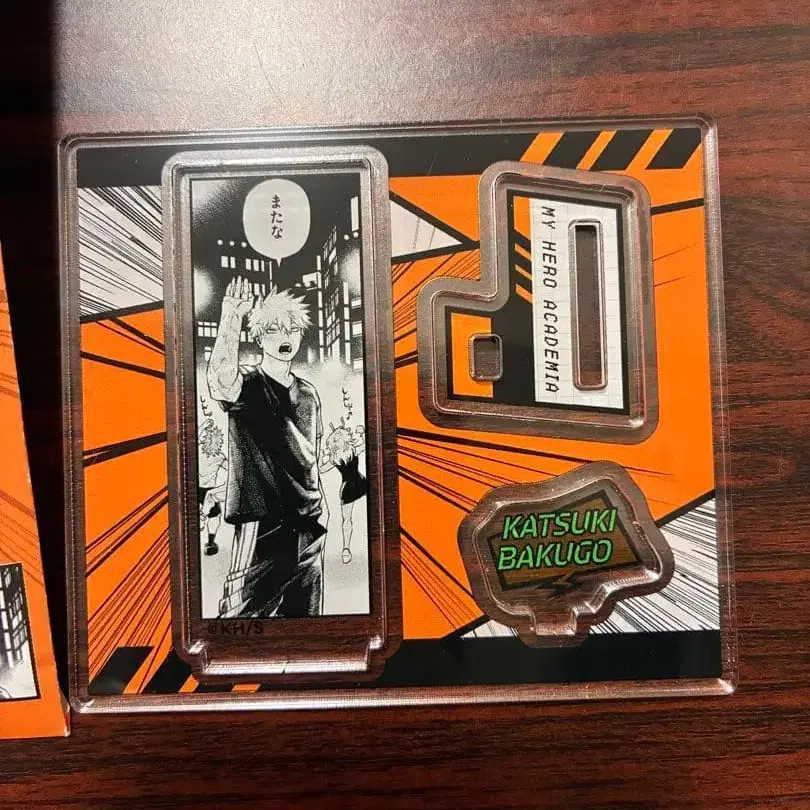 またな
MY HERO ACADEMIA
KATSUKI
BAKUGO
©KH/S